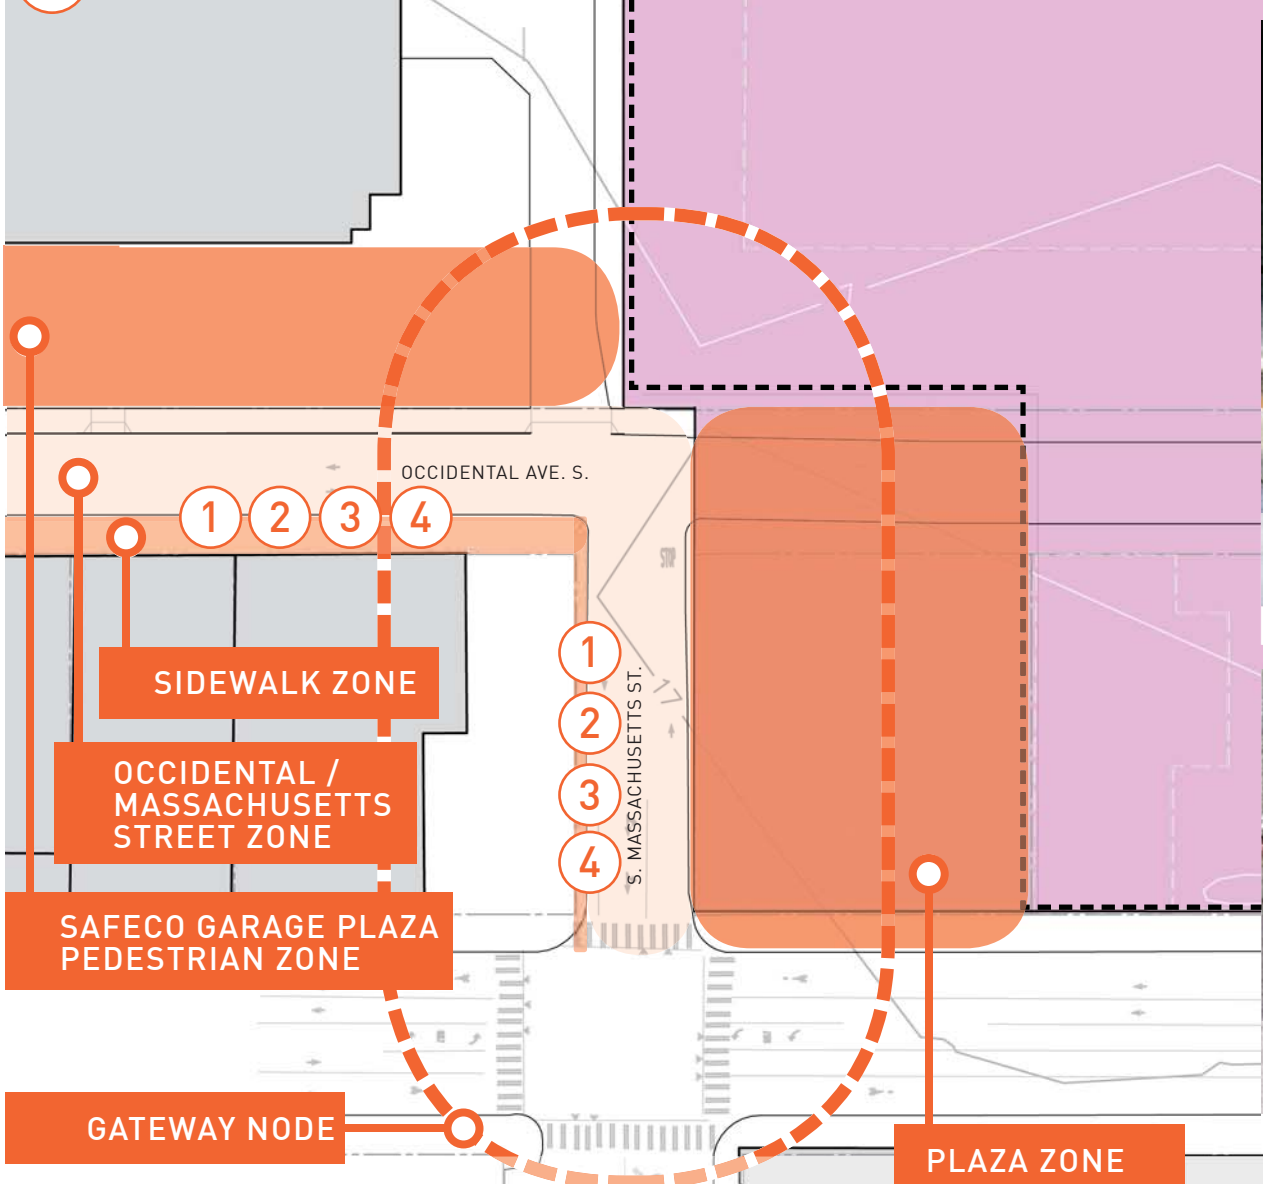 OCCIDENTAL AVE. S.
1 2 3 4
1
2
3
4
S. MASSACHUSETTS ST.
17
SIDEWALK ZONE
OCCIDENTAL /
MASSACHUSETTS
STREET ZONE
SAFECO GARAGE PLAZA
PEDESTRIAN ZONE
GATEWAY NODE
PLAZA ZONE